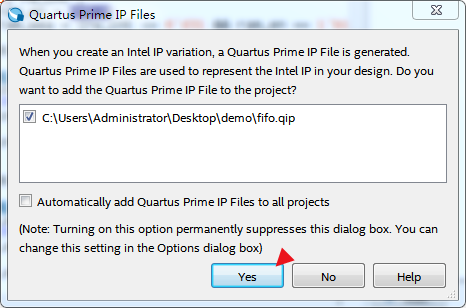 Quartus Prime IP Files
When you create an Intel IP variation, a Quartus Prime IP File is generated.
Quartus Prime IP Files are used to represent the Intel IP in your design. Do you
want to add the Quartus Prime IP File to the project?
C:\Users\Administrator\Desktop\demo\fifo.qip
Automatically add Quartus Prime IP Files to all projects
(Note: Turning on this option permanently suppresses this dialog box. You can
change this setting in the Options dialog box)
Yes No Help